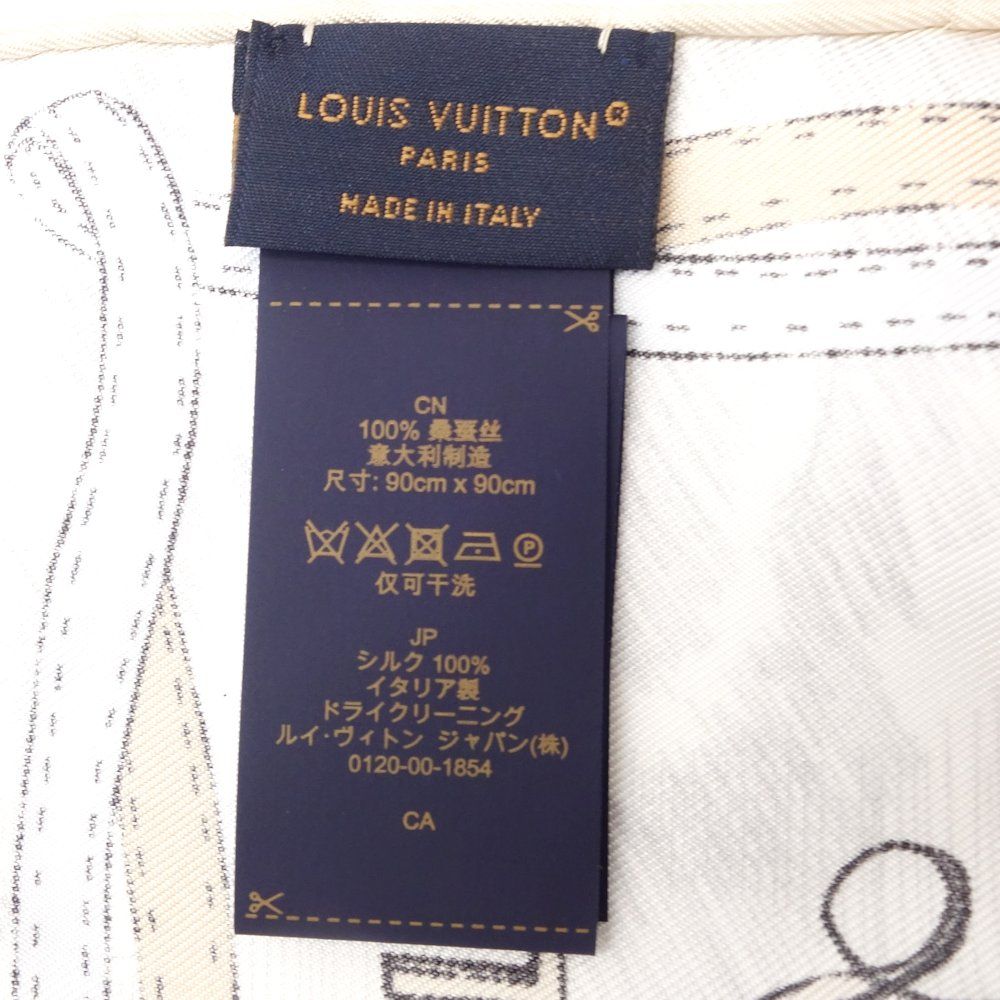 LOUIS VUITTON®
PARIS
MADE IN ITALY
CN
100% 桑蚕丝
意大利制造
尺寸: 90cm x 90cm
P
仅可干洗
JP
シルク 100%
イタリア製
ドライクリーニング
ルイ·ヴィトン ジャパン(株)
0120-00-1854
CA